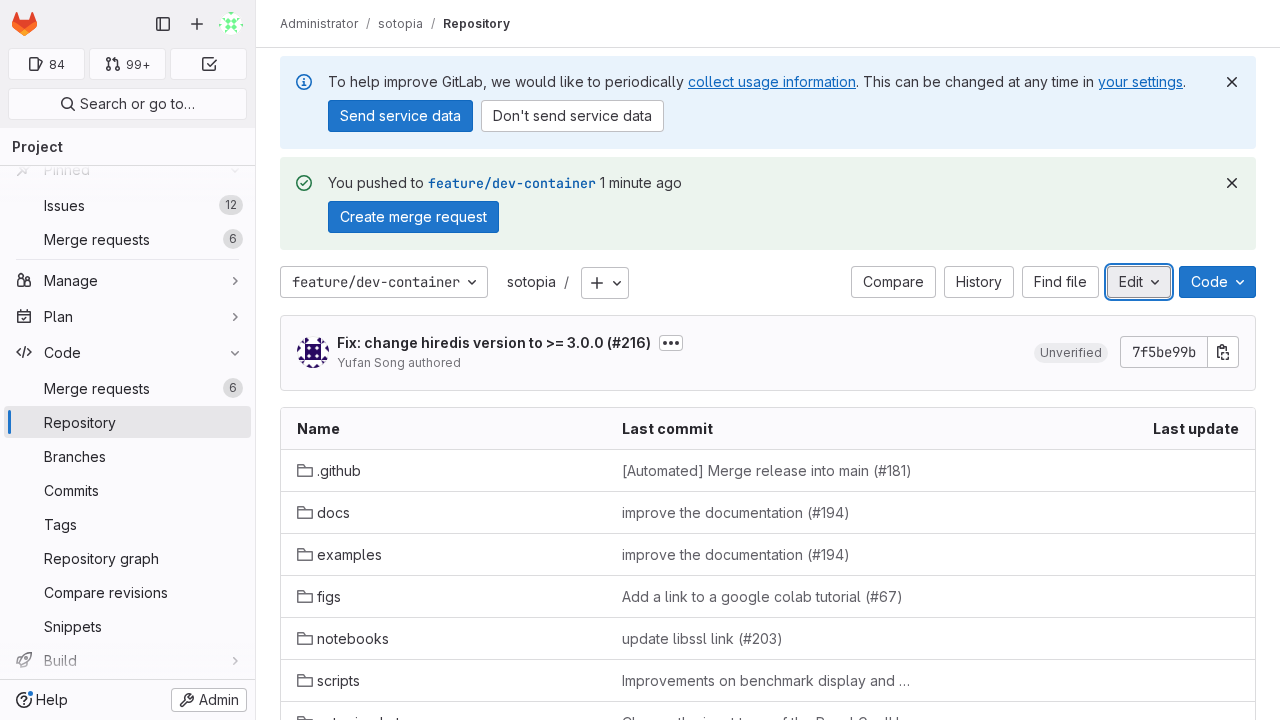 Administrator / sotopia / Repository
84
99+
Search or go to…
Project
Pinned
Issues 12
Merge requests 6
Manage
Plan
Code
Merge requests 6
Repository
Branches
Commits
Tags
Repository graph
Compare revisions
Snippets
Build
Help
Admin
To help improve GitLab, we would like to periodically collect usage information. This can be changed at any time in your settings.
Send service data Don't send service data
You pushed to feature/dev-container 1 minute ago
Create merge request
feature/dev-container sotopia / Compare History Find file Edit Code
Fix: change hiredis version to >= 3.0.0 (#216)
Yufan Song authored
Unverified 7f5be99b
Name Last commit Last update
.github [Automated] Merge release into main (#181)
docs improve the documentation (#194)
examples improve the documentation (#194)
figs Add a link to a google colab tutorial (#67)
notebooks update libssl link (#203)
scripts Improvements on benchmark display and …